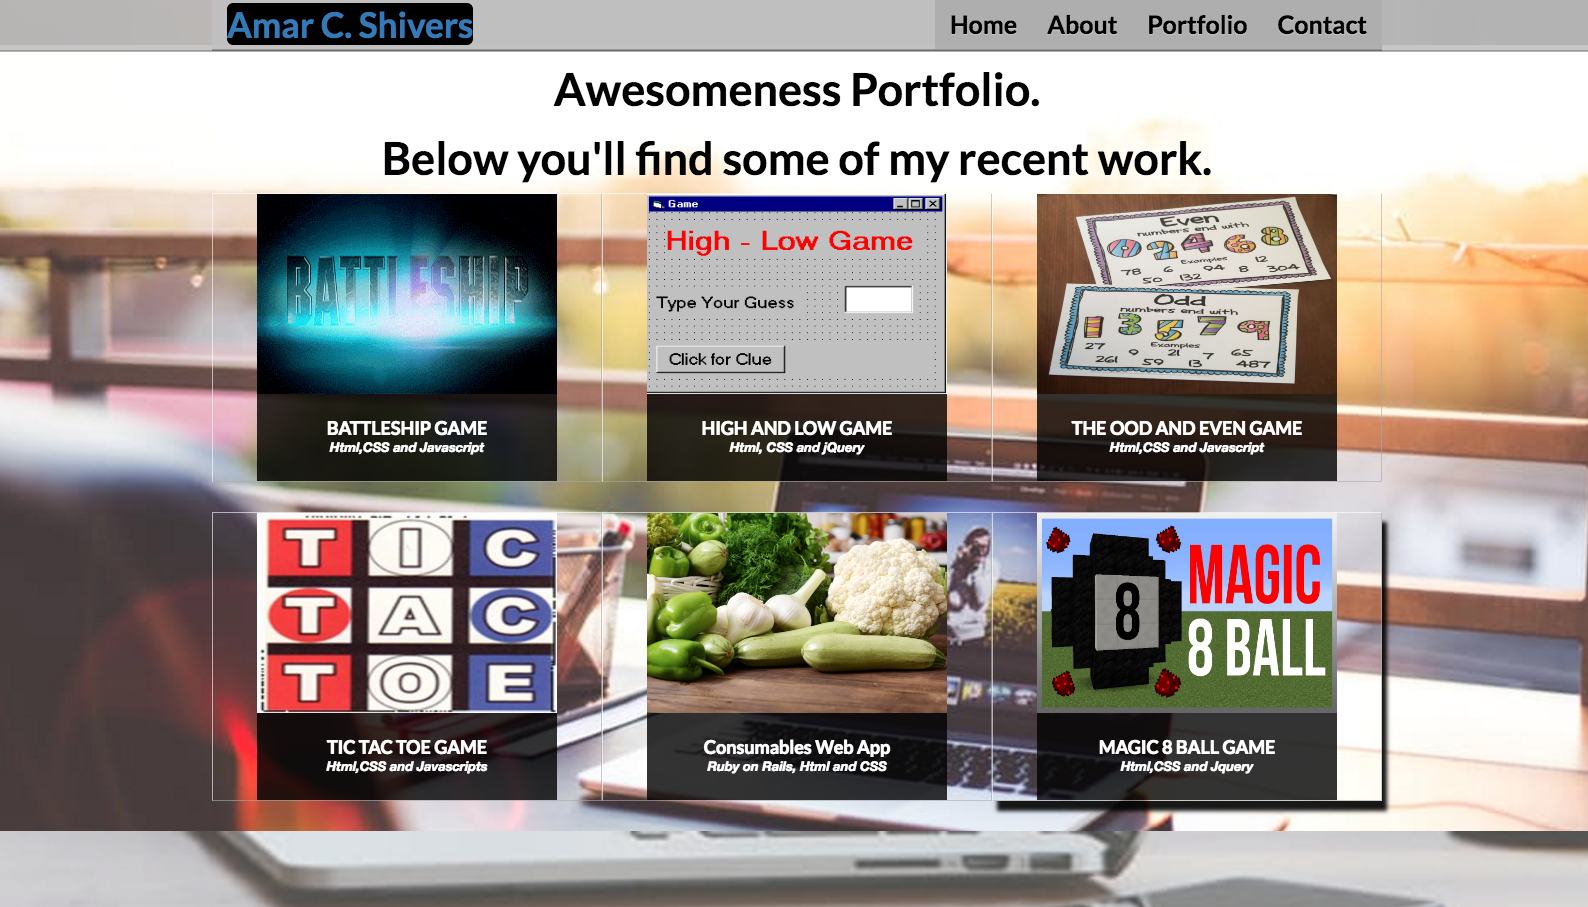 Amar C. Shivers
Home About Portfolio Contact
Awesomeness Portfolio.
Below you'll find some of my recent work.
BATTLESHIP
BATTLESHIP GAME
Html,CSS and Javascript
Game
High - Low Game
Type Your Guess
Click for Clue
HIGH AND LOW GAME
Html, CSS and jQuery
Even
numbers end with
0 2 4 6 8
Examples
78 6 94 8 12 304
50 132
Odd
numbers end with
1 3 5 7 9
Examples
27 9 21 7 65
261 59 13 487
THE OOD AND EVEN GAME
Html,CSS and Javascript
TIC
TAC
TOE
TIC TAC TOE GAME
Html,CSS and Javascripts
Consumables Web App
Ruby on Rails, Html and CSS
8
MAGIC
8 BALL
MAGIC 8 BALL GAME
Html,CSS and Jquery